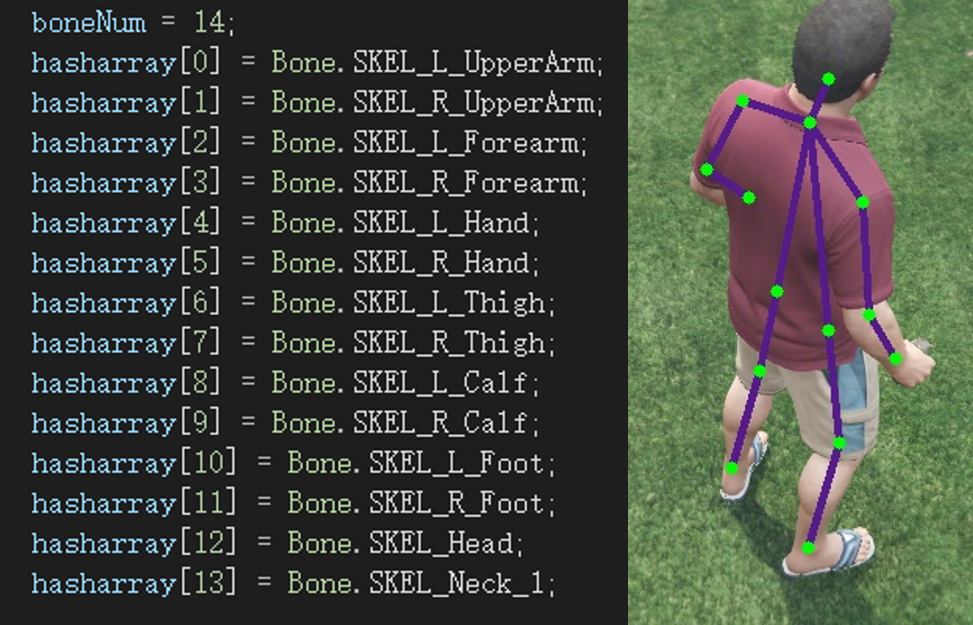 boneNum = 14;
hasharray[0] = Bone.SKEL_L_UpperArm;
hasharray[1] = Bone.SKEL_R_UpperArm;
hasharray[2] = Bone.SKEL_L_Forearm;
hasharray[3] = Bone.SKEL_R_Forearm;
hasharray[4] = Bone.SKEL_L_Hand;
hasharray[5] = Bone.SKEL_R_Hand;
hasharray[6] = Bone.SKEL_L_Thigh;
hasharray[7] = Bone.SKEL_R_Thigh;
hasharray[8] = Bone.SKEL_L_Calf;
hasharray[9] = Bone.SKEL_R_Calf;
hasharray[10] = Bone.SKEL_L_Foot;
hasharray[11] = Bone.SKEL_R_Foot;
hasharray[12] = Bone.SKEL_Head;
hasharray[13] = Bone.SKEL_Neck_1;